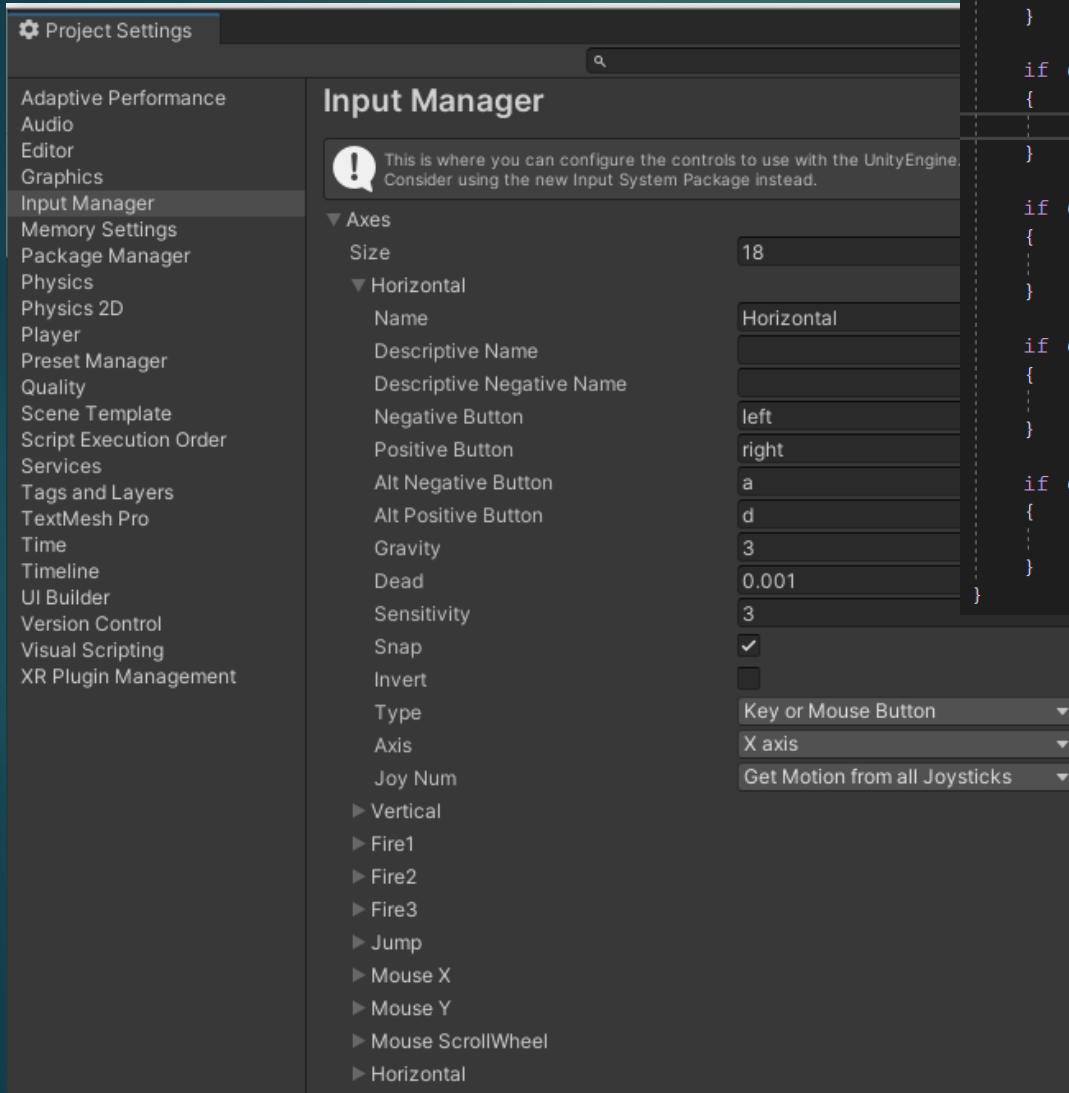 Project Settings
Adaptive Performance
Audio
Editor
Graphics
Input Manager
Memory Settings
Package Manager
Physics
Physics 2D
Player
Preset Manager
Quality
Scene Template
Script Execution Order
Services
Tags and Layers
TextMesh Pro
Time
Timeline
UI Builder
Version Control
Visual Scripting
XR Plugin Management
Input Manager
This is where you can configure the controls to use with the UnityEngine.
Consider using the new Input System Package instead.
Axes
Size 18
Horizontal
Name Horizontal
Descriptive Name
Descriptive Negative Name
Negative Button left
Positive Button right
Alt Negative Button a
Alt Positive Button d
Gravity 3
Dead 0.001
Sensitivity 3
Snap
Invert
Type Key or Mouse Button
Axis X axis
Joy Num Get Motion from all Joysticks
Vertical
Fire1
Fire2
Fire3
Jump
Mouse X
Mouse Y
Mouse ScrollWheel
Horizontal
}
if (
{
}
if (
{
}
if (
{
}
if (
{
}
}